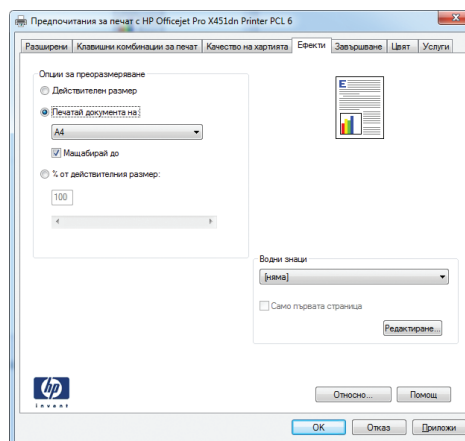 Предпочитания за печат с HP Officejet Pro X451dn Printer PCL 6
Разширени
Клавишни комбинации за печат
Качество на хартията
Ефекти
Завършване
Цвят
Услуги
Опции за преоразмеряване
Действителен размер
Печатай документа на:
A4
Мащабирай до
% от действителния размер:
100
E
Водни знаци
[няма]
Само първата страница
Редактиране...
hp
invent
Относно...
Помощ
OK
Отказ
Приложи